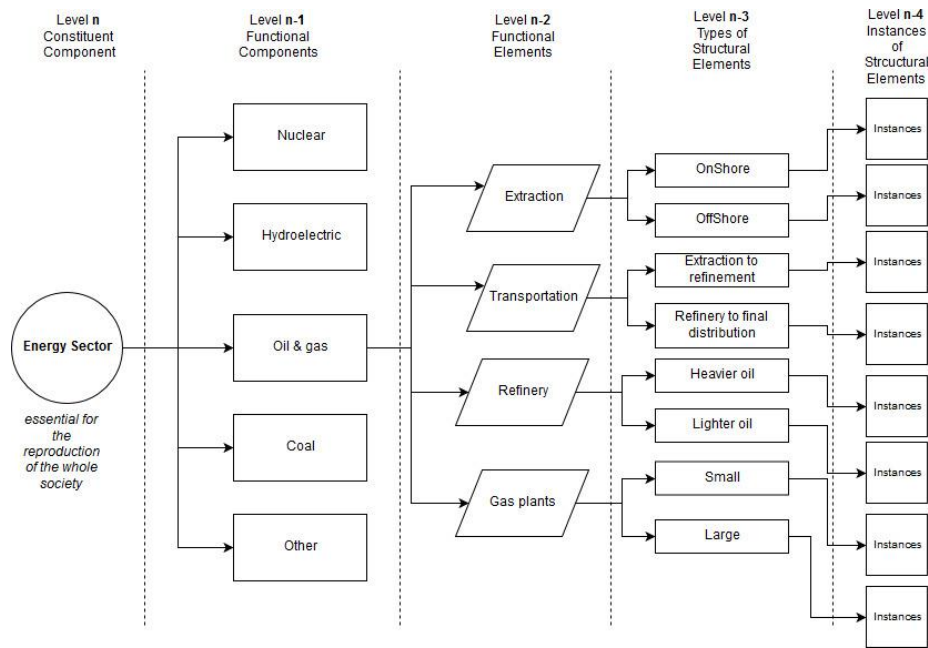 Level n
Constituent
Component
Level n-1
Functional
Components
Level n-2
Functional
Elements
Level n-3
Types of
Structural
Elements
Level n-4
Instances
of
Strcuctural
Elements
Energy Sector
essential for
the
reproduction
of the whole
society
Nuclear
Hydroelectric
Oil & gas
Coal
Other
Extraction
Transportation
Refinery
Gas plants
OnShore
OffShore
Extraction to
refinement
Refinery to final
distribution
Heavier oil
Lighter oil
Small
Large
Instances
Instances
Instances
Instances
Instances
Instances
Instances
Instances